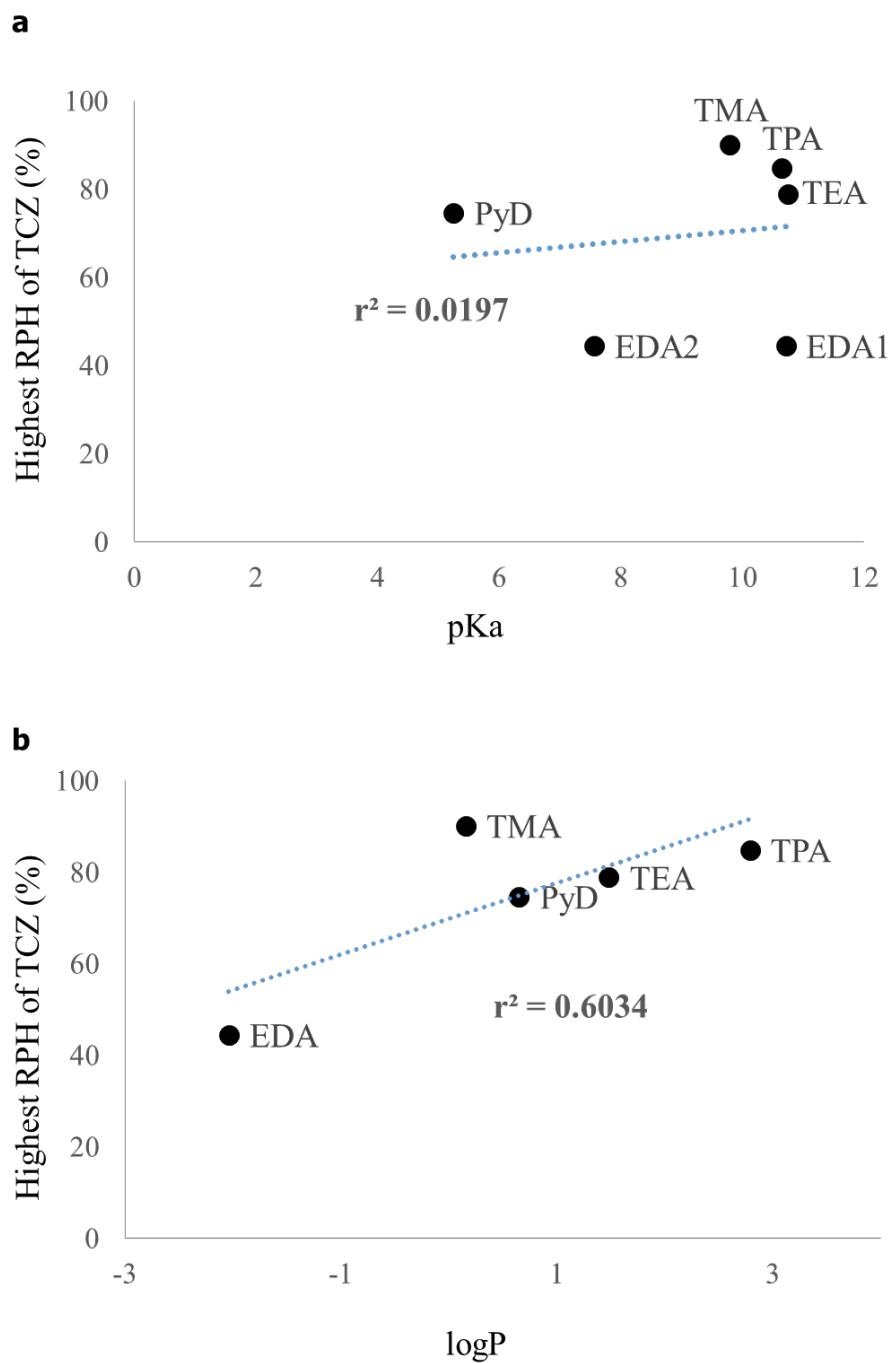 a
100
80
60
40
20
0
Highest RPH of TCZ (%)
TMA
TPA
TEA
PyD
r² = 0.0197
EDA2
EDA1
0 2 4 6 8 10 12
pKa
b
100
80
60
40
20
0
Highest RPH of TCZ (%)
TMA
TPA
TEA
PyD
r² = 0.6034
EDA
-3 -1 1 3
logP